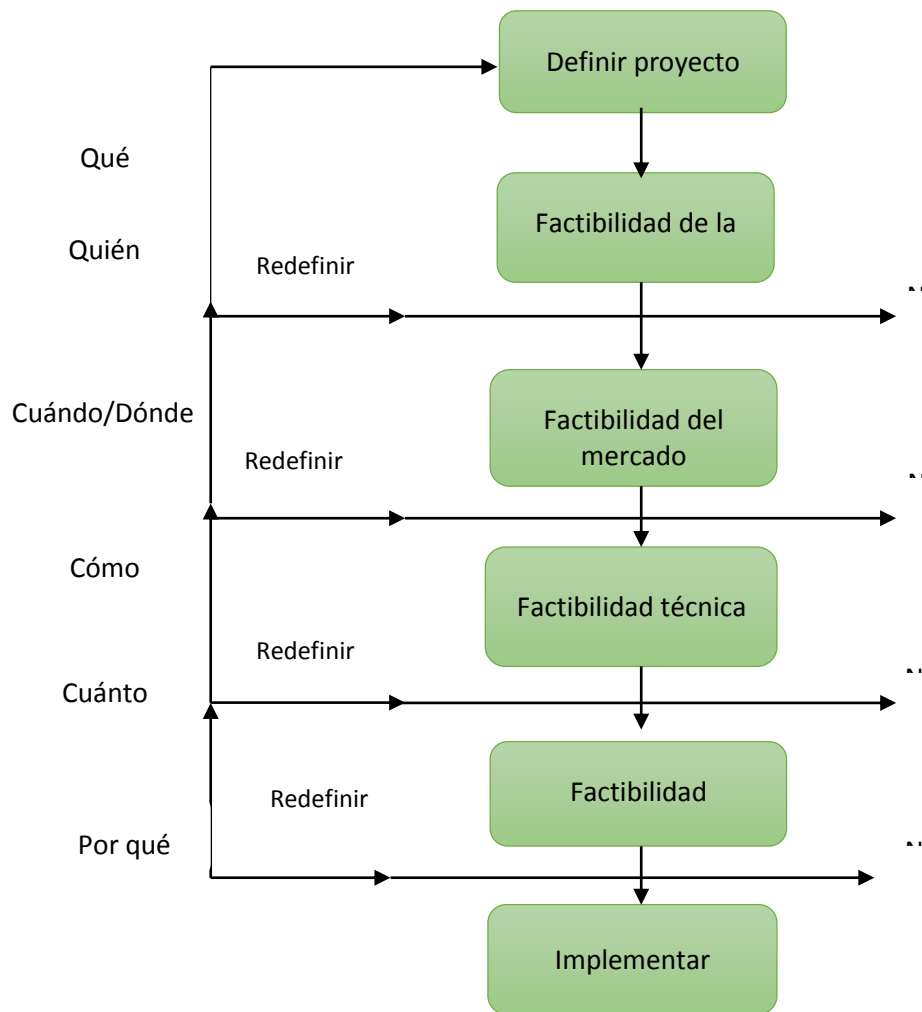 Definir proyecto
Qué
Factibilidad de la
Quién
Redefinir
Cuándo/Dónde
Factibilidad del
mercado
Redefinir
Cómo
Factibilidad técnica
Redefinir
Cuánto
Factibilidad
Redefinir
Por qué
Implementar